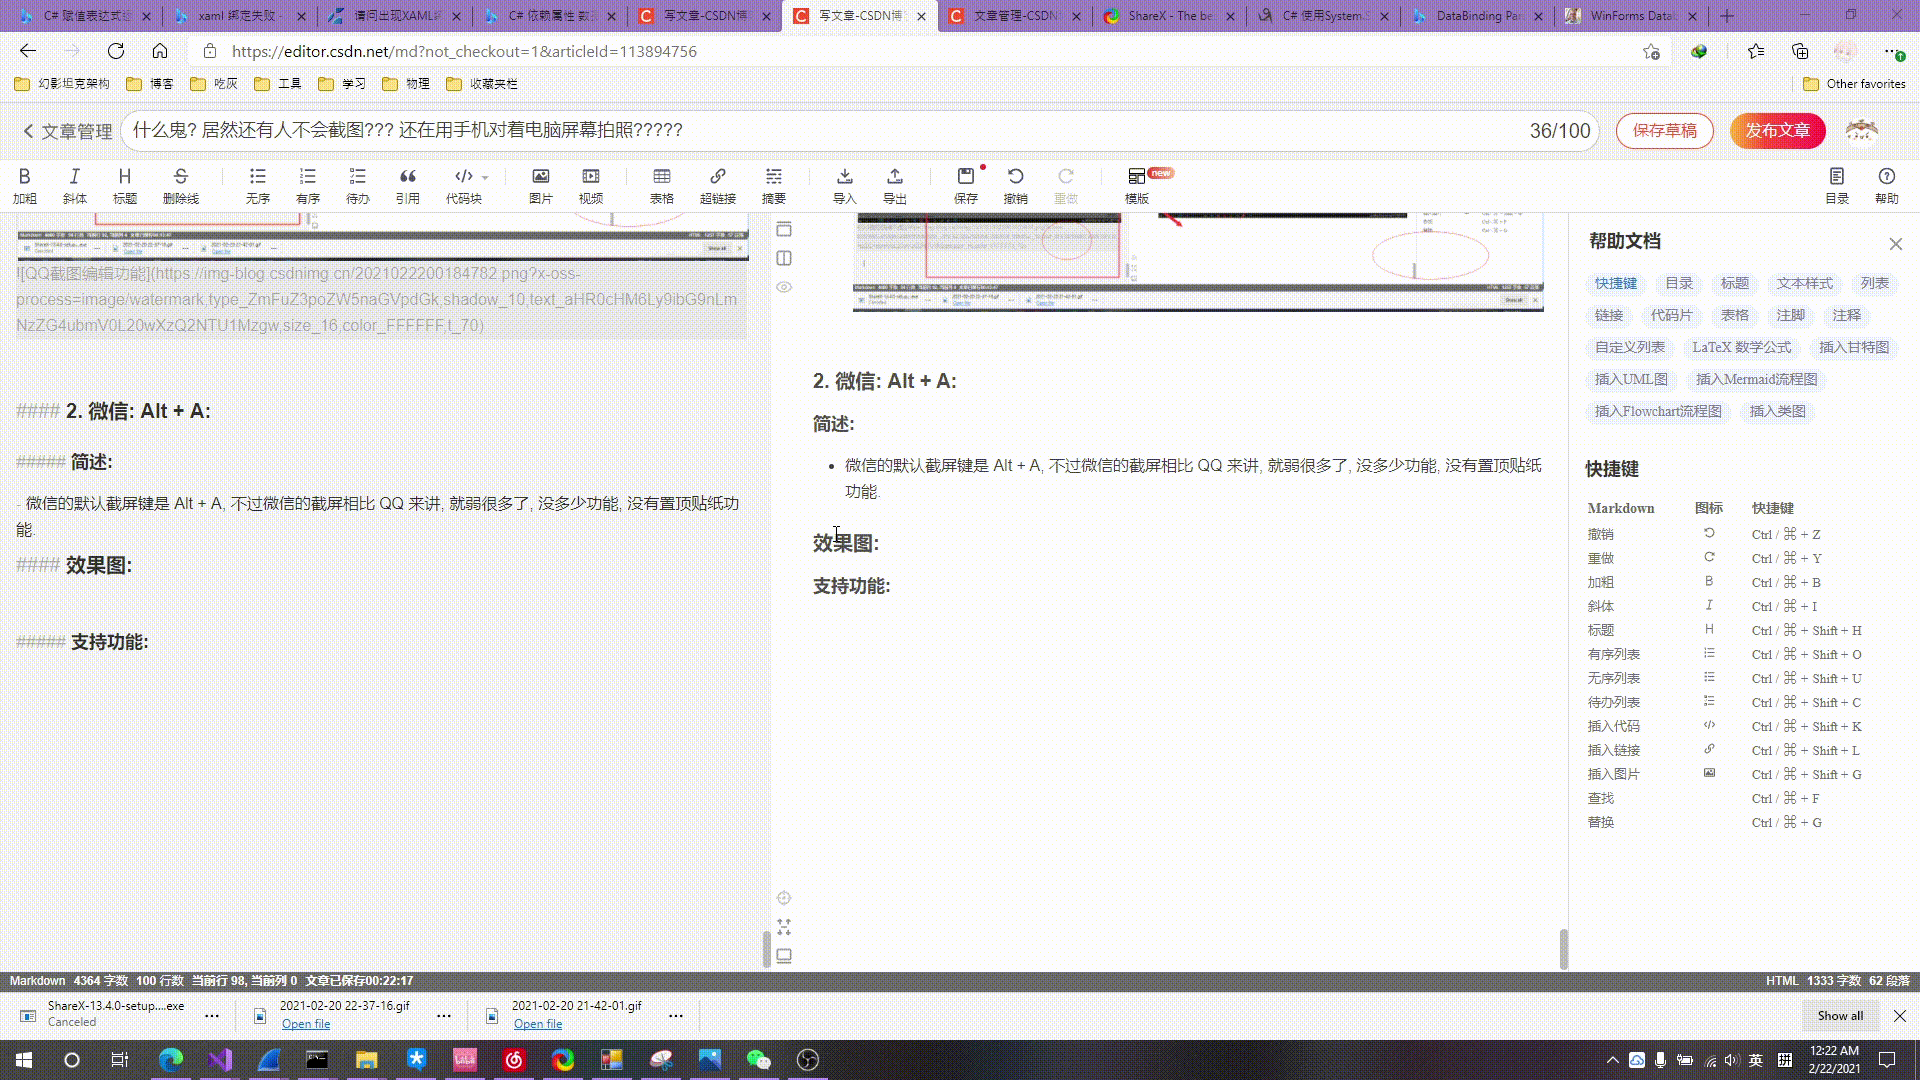 C# 赋值表达式
xaml 绑定失败
请问出现XAML
C# 依赖属性 数
写文章-CSDN博
写文章-CSDN博
文章管理-CSDN
ShareX - The be
C# 使用System.
DataBinding Par
WinForms Data
https://editor.csdn.net/md?not_checkout=1&articleId=113894756
幻影坦克架构 博客 吃灰 工具 学习 物理 收藏夹栏 Other favorites
文章管理
什么鬼? 居然还有人不会截图??? 还在用手机对着电脑屏幕拍照?????
36/100
保存草稿
发布文章
加粗 斜体 标题 删除线 无序 有序 待办 引用 代码块 图片 视频 表格 超链接 摘要 导入 导出 保存 撤销 重做 模版 new 目录 帮助
![QQ截图编辑功能](https://img-blog.csdnimg.cn/2021022200184782.png?x-oss-
process=image/watermark,type_ZmFuZ3poZW5naGVpdGk,shadow_10,text_aHR0cHM6Ly9ibG9nLm
NzZG4ubmV0L20wXzQ2NTU1Mzgw,size_16,color_FFFFFF,t_70)
#### 2. 微信: Alt + A:
##### 简述:
- 微信的默认截屏键是 Alt + A, 不过微信的截屏相比 QQ 来讲, 就弱很多了, 没多少功能, 没有置顶贴纸功
能.
#### 效果图:
##### 支持功能:
2. 微信: Alt + A:
简述:
• 微信的默认截屏键是 Alt + A, 不过微信的截屏相比 QQ 来讲, 就弱很多了, 没多少功能, 没有置顶贴纸
功能.
效果图:
支持功能:
帮助文档
快捷键 目录 标题 文本样式 列表
链接 代码片 表格 注脚 注释
自定义列表 LaTeX 数学公式 插入甘特图
插入UML图 插入Mermaid流程图
插入Flowchart流程图 插入类图
快捷键
Markdown 图标 快捷键
撤销 Ctrl / ⌘ + Z
重做 Ctrl / ⌘ + Y
加粗 B Ctrl / ⌘ + B
斜体 I Ctrl / ⌘ + I
标题 H Ctrl / ⌘ + Shift + H
有序列表 Ctrl / ⌘ + Shift + O
无序列表 Ctrl / ⌘ + Shift + U
待办列表 Ctrl / ⌘ + Shift + C
插入代码 Ctrl / ⌘ + Shift + K
插入链接 Ctrl / ⌘ + Shift + L
插入图片 Ctrl / ⌘ + Shift + G
查找 Ctrl / ⌘ + F
替换 Ctrl / ⌘ + G
Markdown 4364 字数 100 行数 当前行 98, 当前列 0 文章已保存00:22:17
HTML 1333 字数 62 段落
ShareX-13.4.0-setup....exe
Canceled
2021-02-20 22-37-16.gif
Open file
2021-02-20 21-42-01.gif
Open file
Show all
英 拼
12:22 AM
2/22/2021